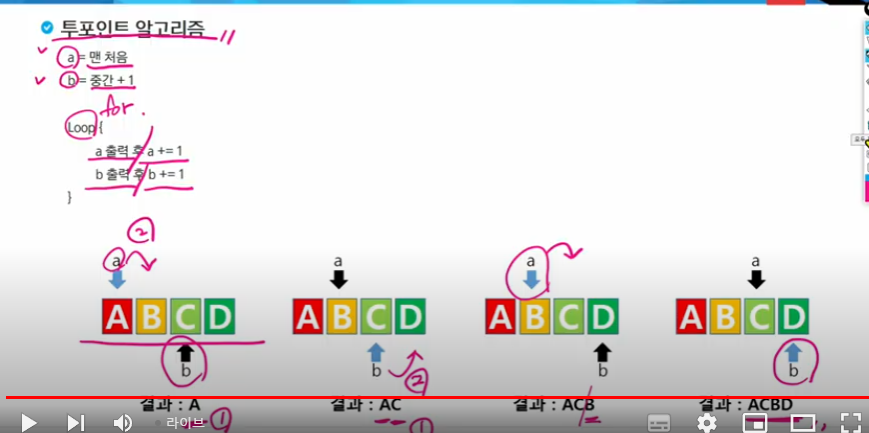 투포인트 알고리즘
a = 맨 처음
b = 중간 + 1
for.
Loop {
a 출력 후 a += 1
b 출력 후 b += 1
}
②
a a a a
A B C D A B C D A B C D A B C D
b b ② b b
결과 : A 결과 : AC 결과 : ACB 결과 : ACBD
① ①
라이브